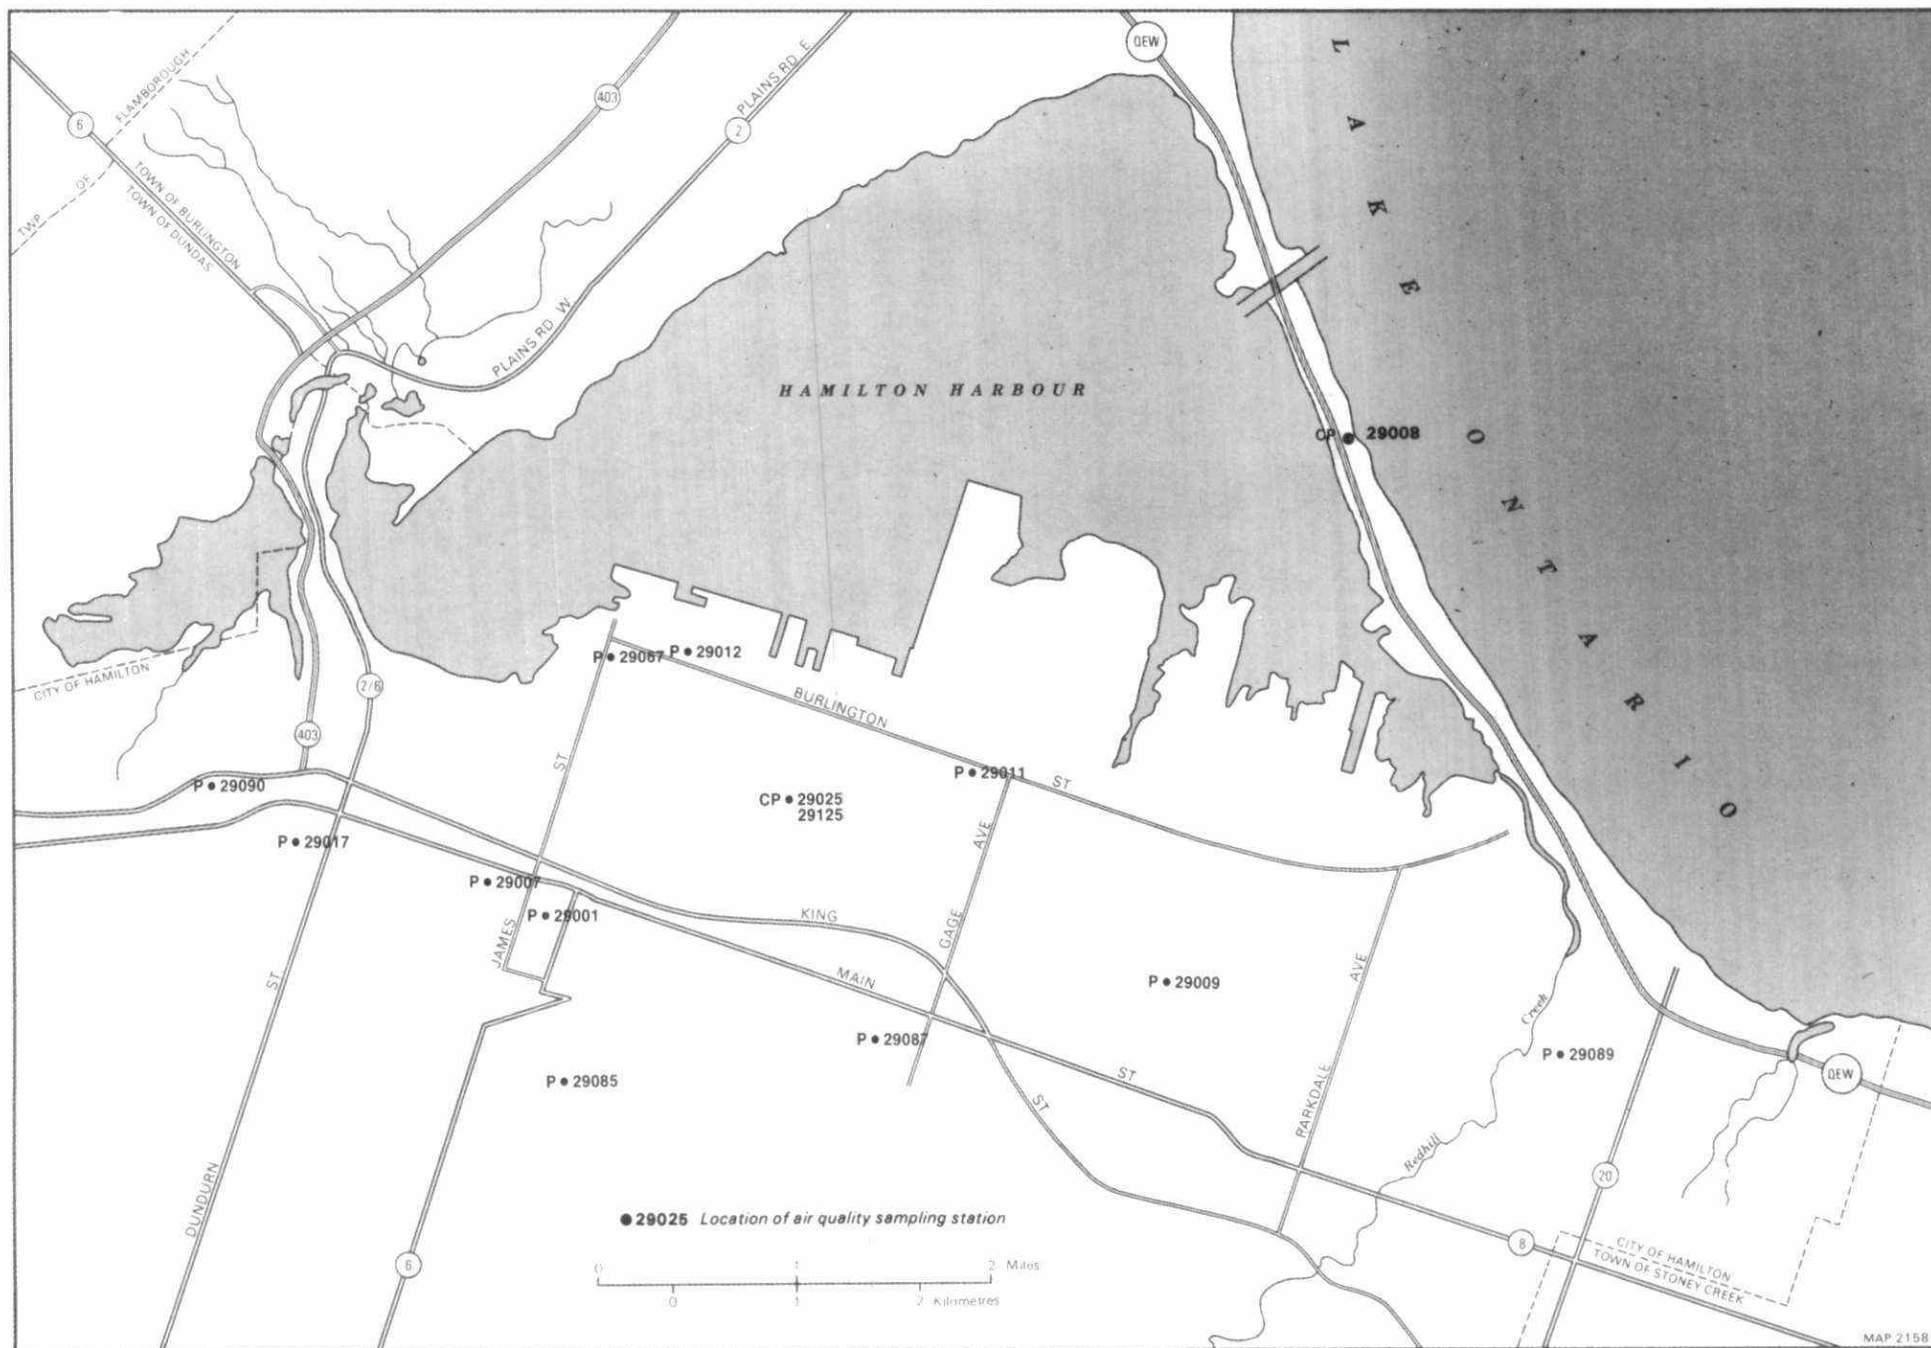 QEW
LAKE ONTARIO
FLAMBOROUGH
OF
TWP
6
403
PLAINS RD E
2
TOWN OF BURLINGTON
TOWN OF DUNDAS
PLAINS RD W
HAMILTON HARBOUR
CP 29008
P 29067
P 29012
CITY OF HAMILTON
2/6
BURLINGTON
ST
403
ST
P 29011
P 29090
CP 29025
29125
AVE
P 29017
P 29007
P 29001
KING
GAGE
JAMES
MAIN
ST.
P 29009
AVE
Creek
P 29087
P 29089
ST
QEW
P 29085
ST
PARKDALE
Redhill
20
DUNDURN
29025 Location of air quality sampling station
8
CITY OF HAMILTON
TOWN OF STONEY CREEK
6
0 1 2 Miles
0 1 2 Kilometres
MAP 2158